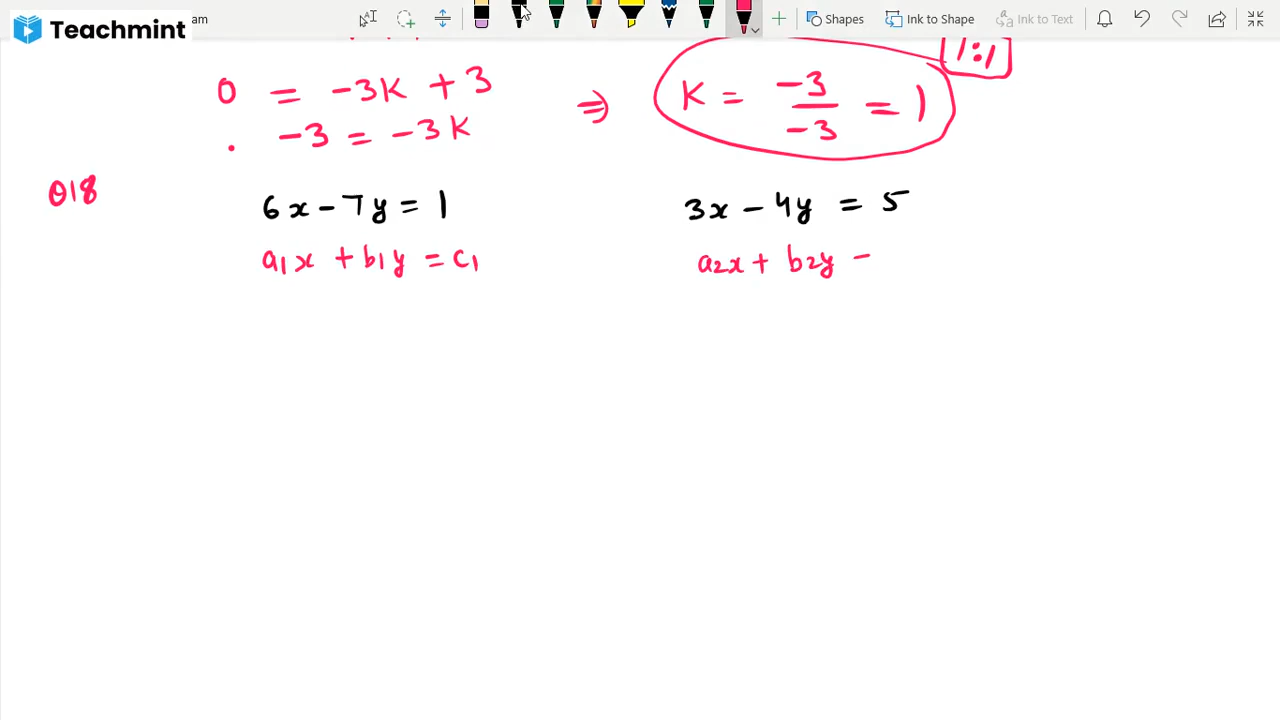 am
Teachmint
Shapes
Ink to Shape
Ink to Text
1:1
0 = -3K + 3
⇒ K = -3/-3 = 1
. -3 = -3K
Q18
6x - 7y = 1
3x - 4y = 5
a1x + b1y = c1
a2x + b2y -